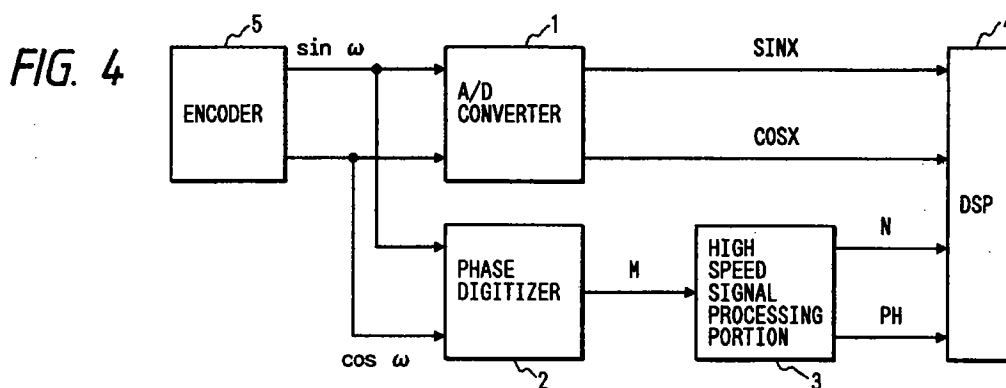 FIG. 4
5
sin ω
ENCODER
1
A/D
CONVERTER
SINX
COSX
4
DSP
cos ω
PHASE
DIGITIZER
2
M
HIGH
SPEED
SIGNAL
PROCESSING
PORTION
3
N
PH